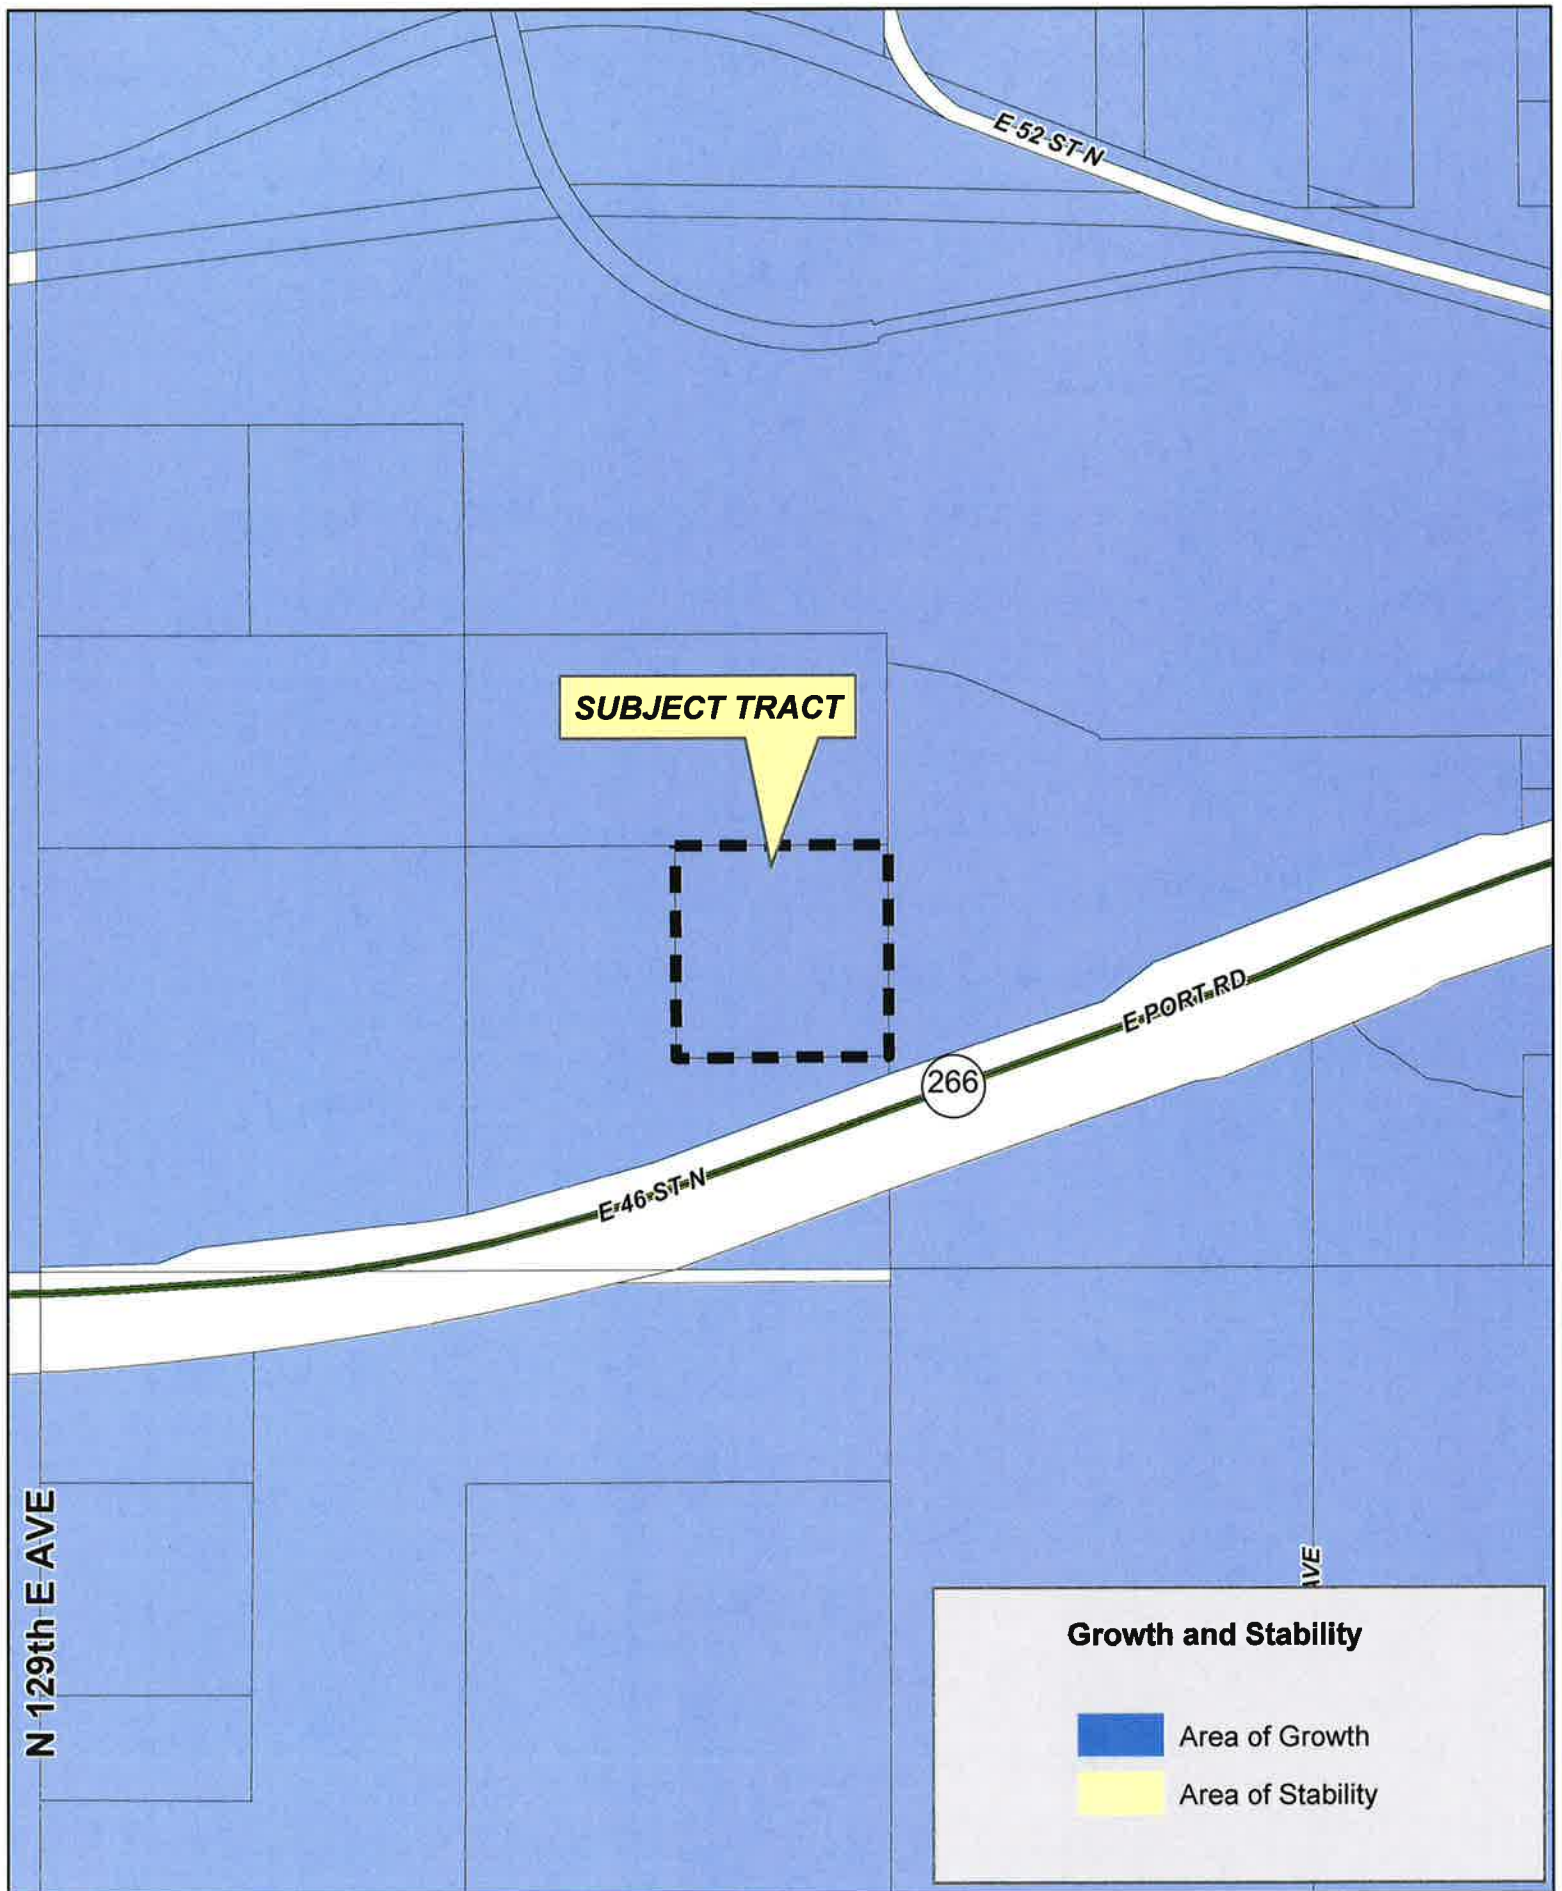 E 52 ST N
SUBJECT TRACT
E PORT RD
266
E 46 ST N
N 129th E AVE
AVE
Growth and Stability
Area of Growth
Area of Stability